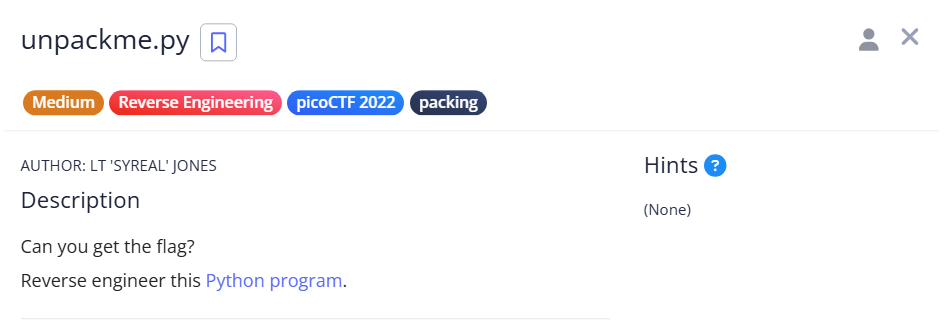 unpackme.py
Medium Reverse Engineering picoCTF 2022 packing
AUTHOR: LT 'SYREAL' JONES
Description
Can you get the flag?
Reverse engineer this Python program.
Hints ?
(None)